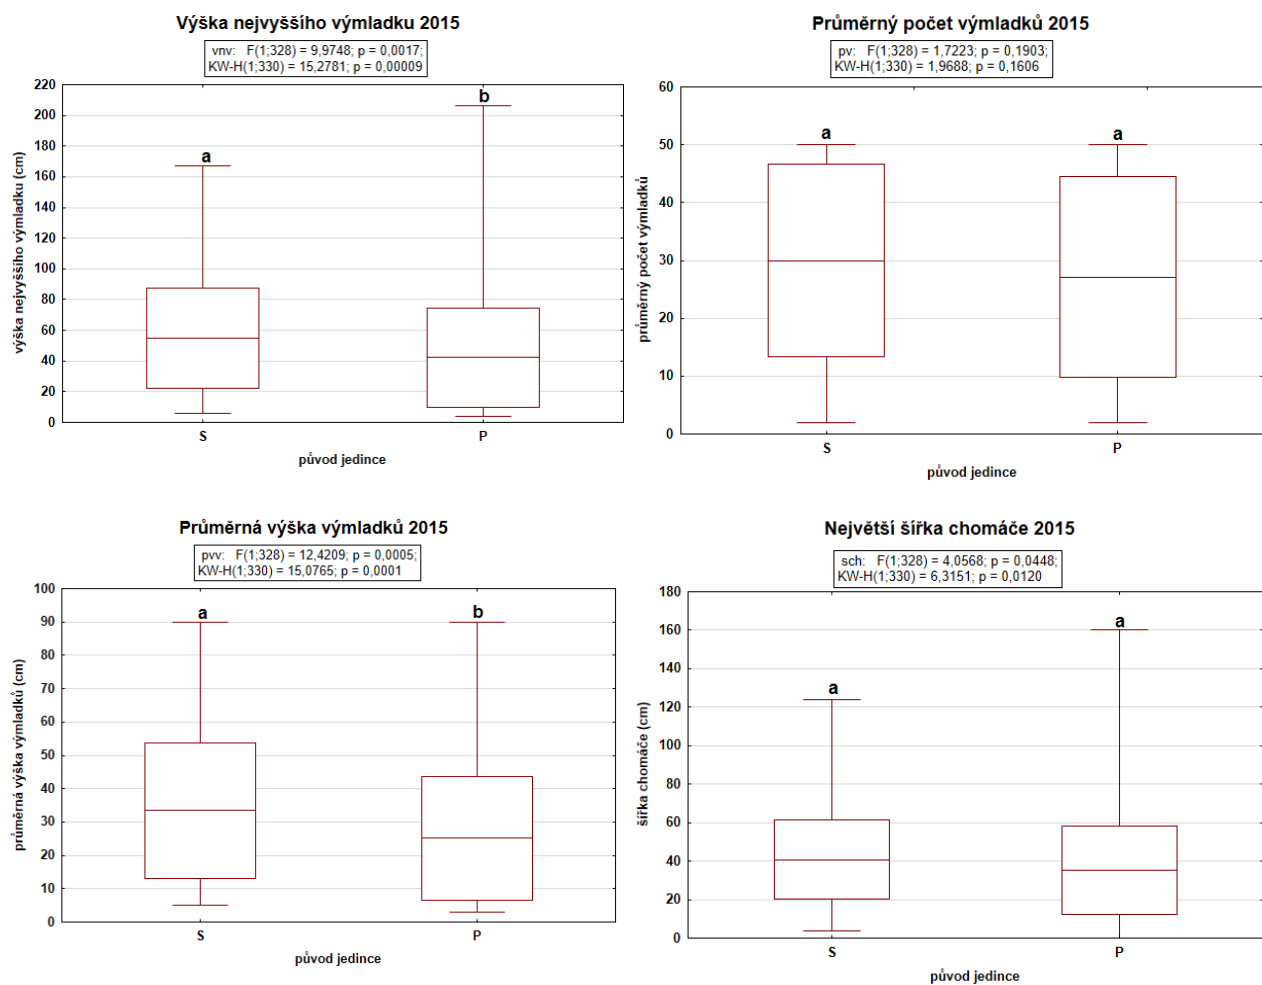 Výška nejvyššího výmladku 2015
vnv: F(1;328) = 9,9748; p = 0,0017;
KW-H(1;330) = 15,2781; p = 0,00009
220
200
180
160
140
120
100
80
60
40
20
0
výška nejvyššího výmladku (cm)
a
b
S
P
původ jedince
Průměrný počet výmladků 2015
pv: F(1;328) = 1,7223; p = 0,1903;
KW-H(1;330) = 1,9688; p = 0,1606
60
50
40
30
20
10
0
průměrný počet výmladků
a
a
S
P
původ jedince
Průměrná výška výmladků 2015
pvv: F(1;328) = 12,4209; p = 0,0005;
KW-H(1;330) = 15,0765; p = 0,0001
100
90
80
70
60
50
40
30
20
10
0
průměrná výška výmladků (cm)
a
b
S
P
původ jedince
Největší šířka chomáče 2015
sch: F(1;328) = 4,0568; p = 0,0448;
KW-H(1;330) = 6,3151; p = 0,0120
180
160
140
120
100
80
60
40
20
0
šířka chomáče (cm)
a
a
S
P
původ jedince